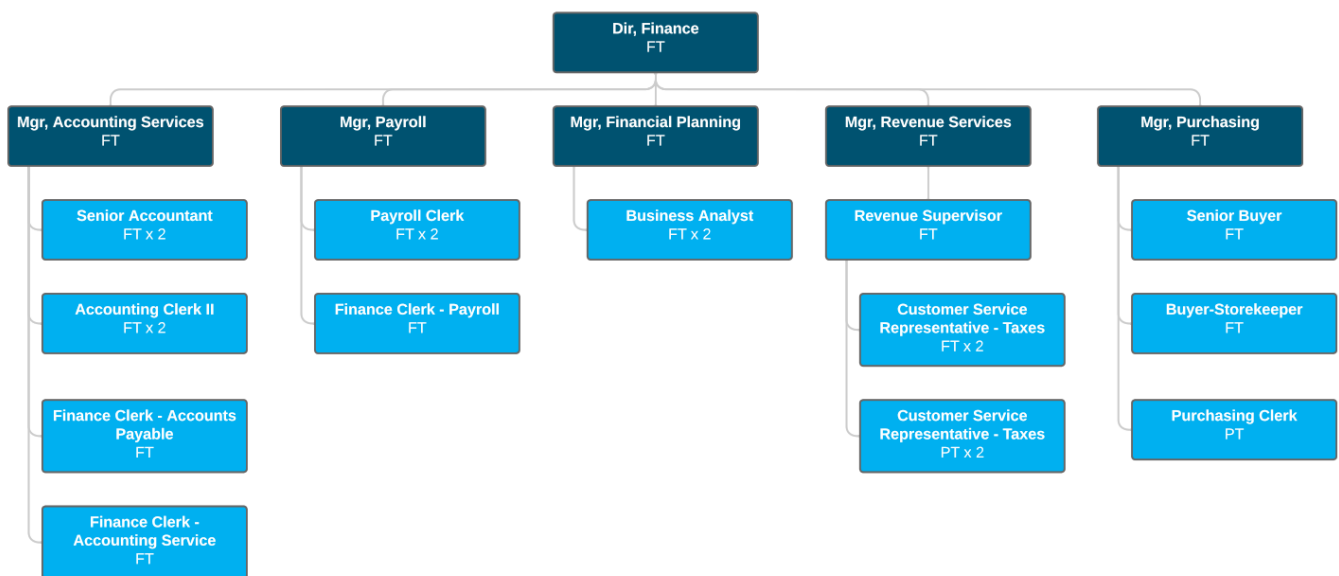 Dir, Finance
FT
Mgr, Accounting Services
FT
Mgr, Payroll
FT
Mgr, Financial Planning
FT
Mgr, Revenue Services
FT
Mgr, Purchasing
FT
Senior Accountant
FT x 2
Payroll Clerk
FT x 2
Business Analyst
FT x 2
Revenue Supervisor
FT
Senior Buyer
FT
Accounting Clerk II
FT x 2
Finance Clerk - Payroll
FT
Customer Service
Representative - Taxes
FT x 2
Buyer-Storekeeper
FT
Finance Clerk - Accounts
Payable
FT
Customer Service
Representative - Taxes
PT x 2
Purchasing Clerk
PT
Finance Clerk -
Accounting Service
FT